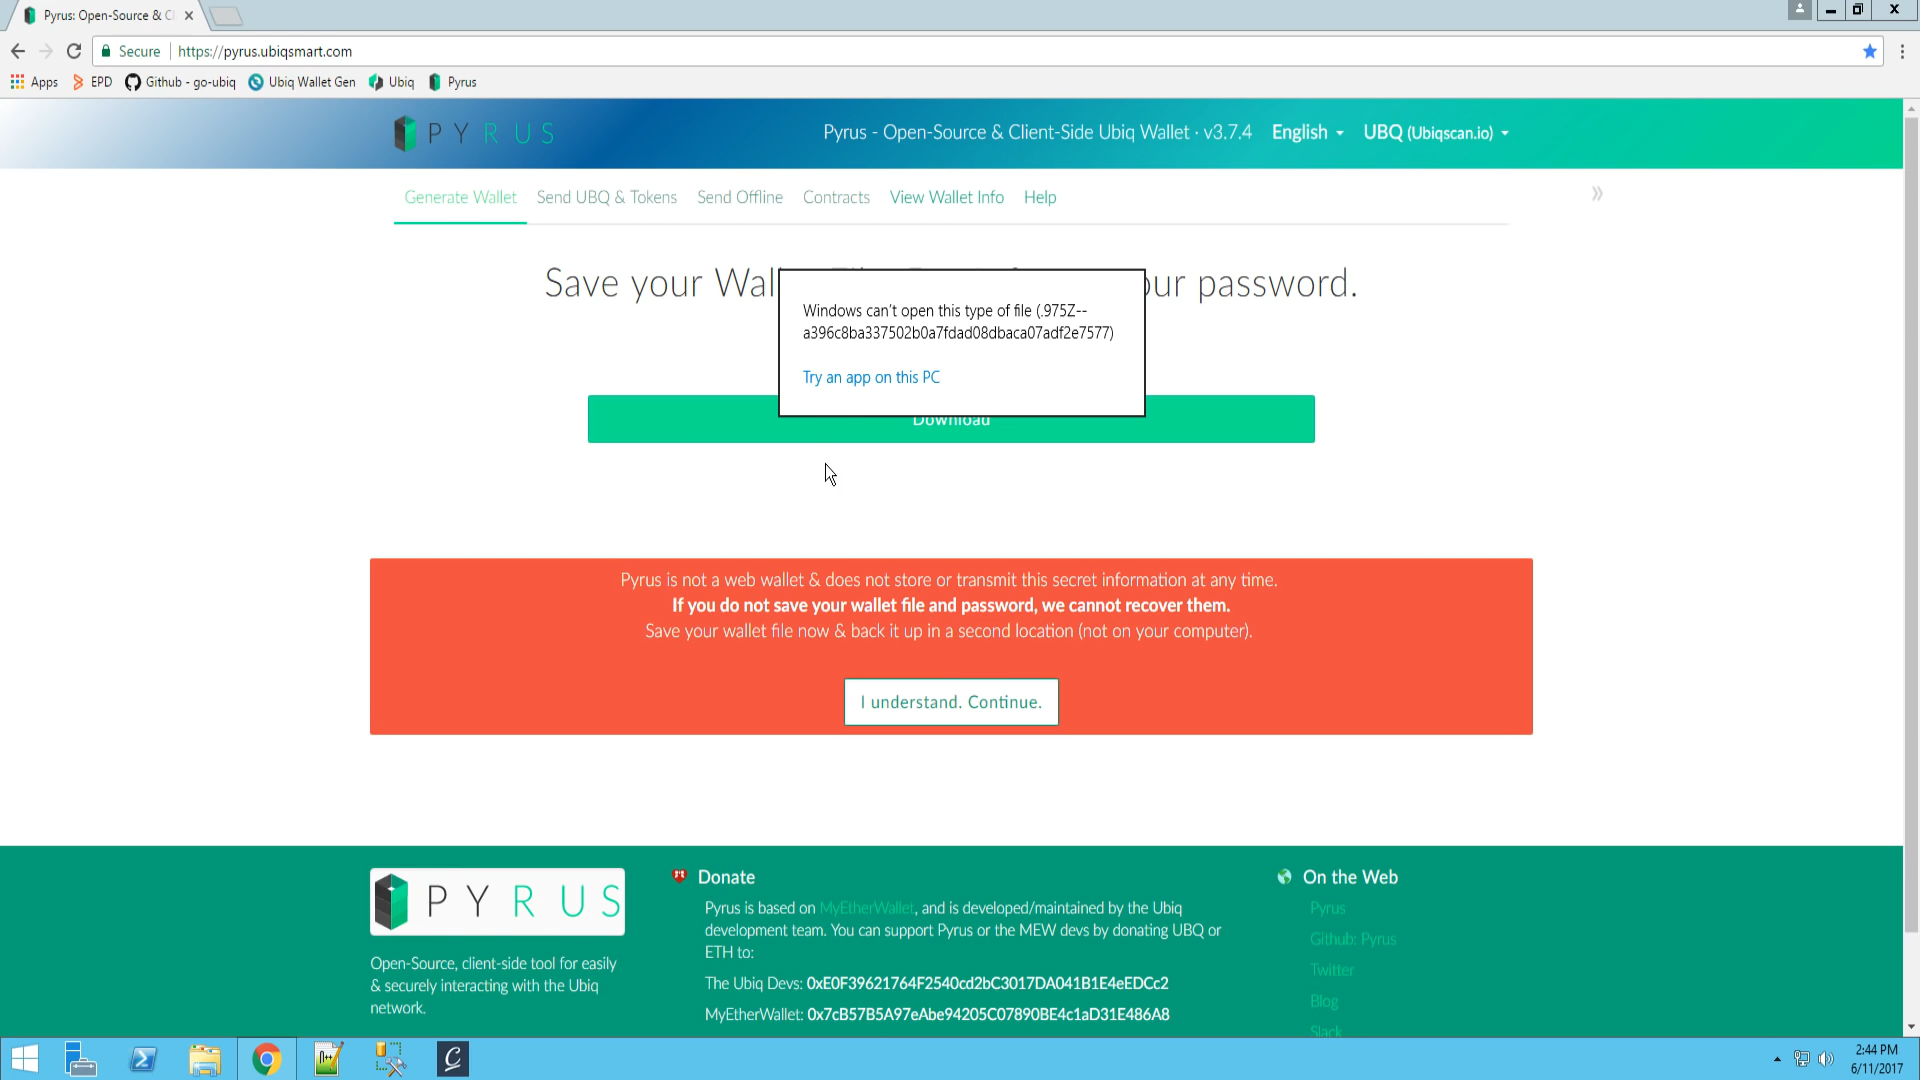 Pyrus: Open-Source & C
Secure
https://pyrus.ubiqsmart.com
Apps
EPD
Github - go-ubiq
Ubiq Wallet Gen
Ubiq
Pyrus
PYRUS
Pyrus - Open-Source & Client-Side Ubiq Wallet · v3.7.4
English
UBQ (Ubiqscan.io)
Generate Wallet
Send UBQ & Tokens
Send Offline
Contracts
View Wallet Info
Help
»
Save your Wal
our password.
Windows can't open this type of file (.975Z--
a396c8ba337502b0a7fdad08dbaca07adf2e7577)
Try an app on this PC
Download
Pyrus is not a web wallet & does not store or transmit this secret information at any time.
If you do not save your wallet file and password, we cannot recover them.
Save your wallet file now & back it up in a second location (not on your computer).
I understand. Continue.
PYRUS
Open-Source, client-side tool for easily
& securely interacting with the Ubiq
network.
Donate
Pyrus is based on MyEtherWallet, and is developed/maintained by the Ubiq
development team. You can support Pyrus or the MEW devs by donating UBQ or
ETH to:
The Ubiq Devs: 0xE0F39621764F2540cd2bC3017DA041B1E4eEDCc2
MyEtherWallet: 0x7cB57B5A97eAbe94205C07890BE4c1aD31E486A8
On the Web
Pyrus
Github: Pyrus
Twitter
Blog
Slack
2:44 PM
6/11/2017